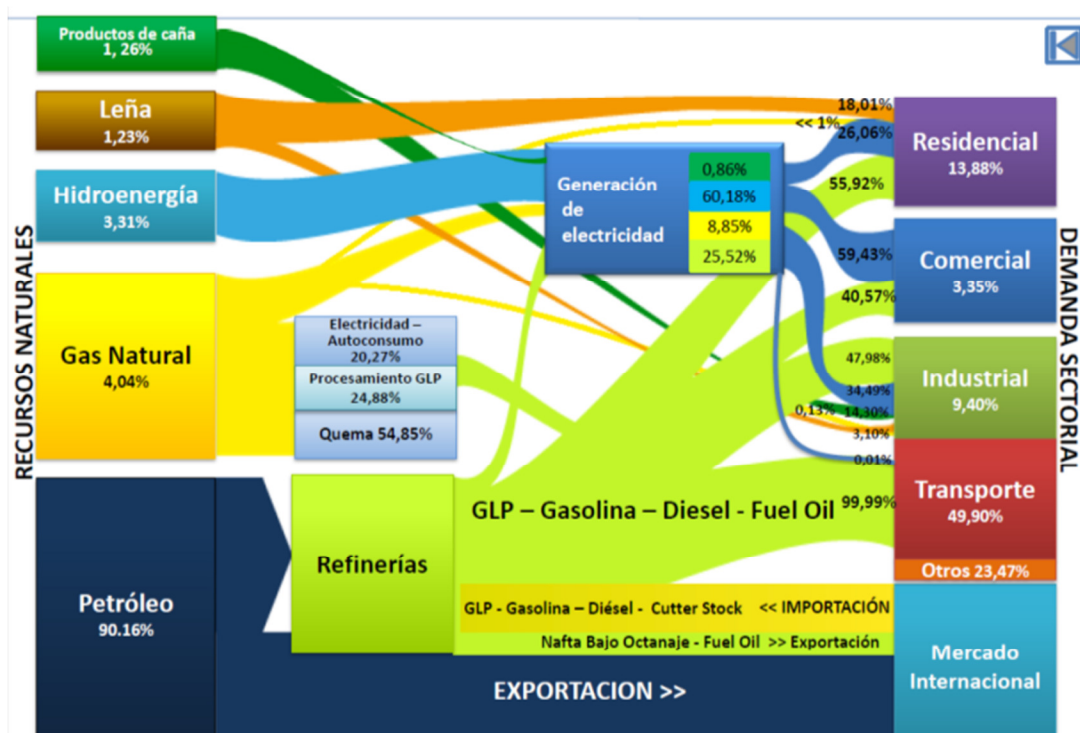 RECURSOS NATURALES
Productos de caña
1, 26%
Leña
1,23%
Hidroenergía
3,31%
Gas Natural
4,04%
Petróleo
90.16%
Electricidad –
Autoconsumo
20,27%
Procesamiento GLP
24,88%
Quema 54,85%
Refinerías
Generación
de
electricidad
0,86%
60,18%
8,85%
25,52%
GLP – Gasolina – Diesel - Fuel Oil
GLP - Gasolina – Diésel - Cutter Stock << IMPORTACIÓN
Nafta Bajo Octanaje - Fuel Oil >> Exportación
EXPORTACION >>
18,01%
<< 1%
26,06%
55,92%
59,43%
40,57%
47,98%
34,49%
0,13%
14,30%
3,10%
0,01%
99,99%
Residencial
13,88%
Comercial
3,35%
Industrial
9,40%
Transporte
49,90%
Otros 23,47%
Mercado
Internacional
DEMANDA SECTORIAL